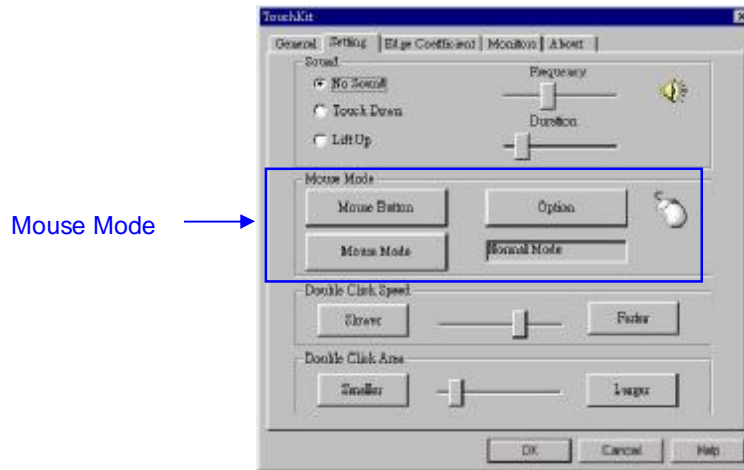 TouchKit
General Setting Edge Coefficient Monitors About
Sound
No Sound
Touch Down
Lift Up
Frequency
Duration
Mouse Mode
Mouse Mode
Mouse Button Option
Mouse Mode Normal Mode
Double Click Speed
Slower Faster
Double Click Area
Smaller Larger
OK Cancel Help